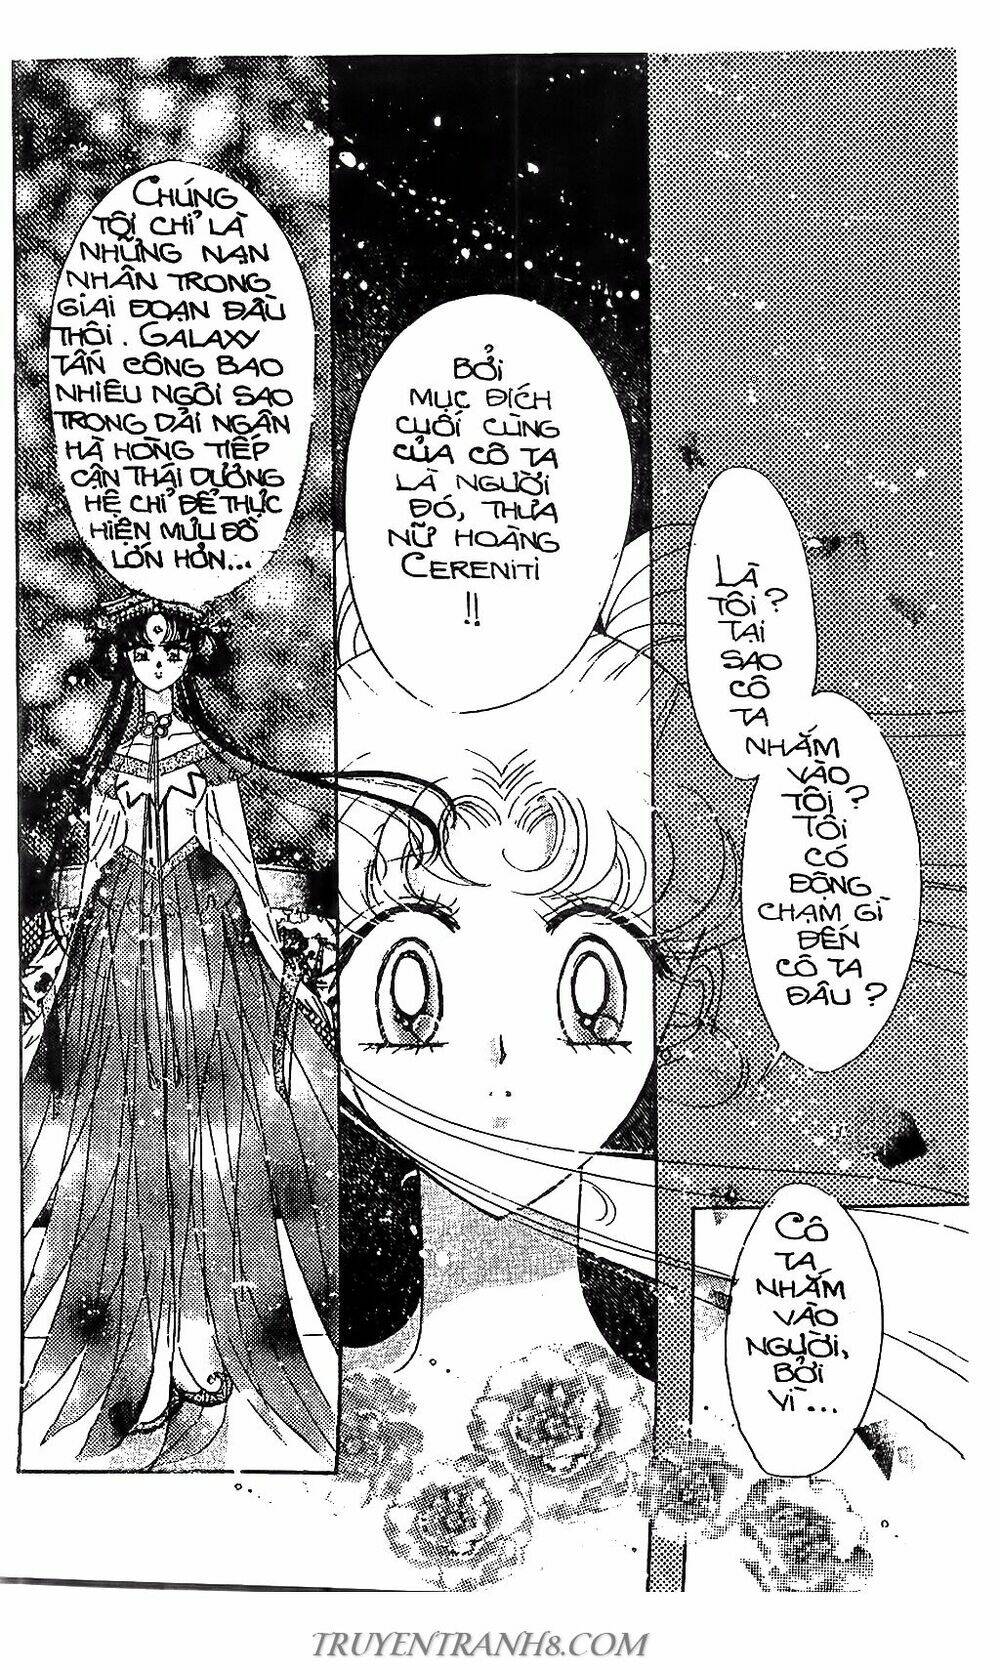 CHÚNG
TÔI CHỈ LÀ
NHỮNG NẠN
NHÂN TRONG
GIAI ĐOẠN ĐẦU
THÔI. GALAXY
TẤN CÔNG BAO
NHIÊU NGÔI SAO
TRONG DẢI NGÂN
HÀ HÒNG TIẾP
CẬN THÁI DƯƠNG
HỆ CHỈ ĐỂ THỰC
HIỆN MƯU ĐỒ
LỚN HƠN...
BỞI
MỤC ĐÍCH
CUỐI CÙNG
CỦA CÔ TA
LÀ NGƯỜI
ĐÓ, THƯA
NỮ HOÀNG
CERENITI
!!
LÀ
TÔI?
TẠI
SAO
CÔ
TA
NHẮM
VÀO
TÔI?
TÔI
CÓ
ĐỘNG
CHẠM GÌ
ĐẾN
CÔ TA
ĐÂU?
CÔ
TA
NHẮM
VÀO
NGƯỜI,
BỞI
VÌ...
TRUYENTRANH8.COM